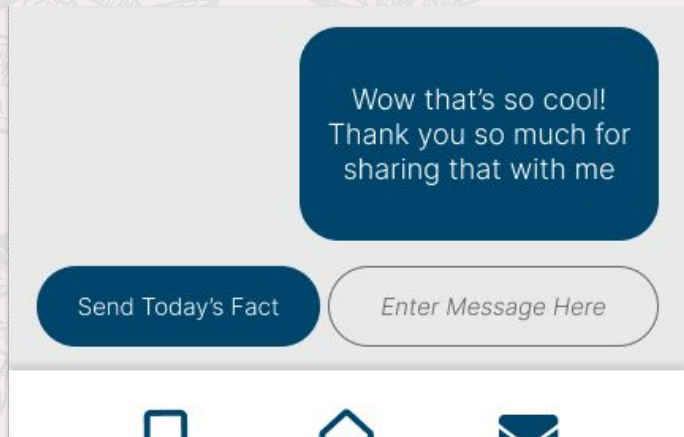 Wow that's so cool!
Thank you so much for
sharing that with me
Send Today's Fact
Enter Message Here